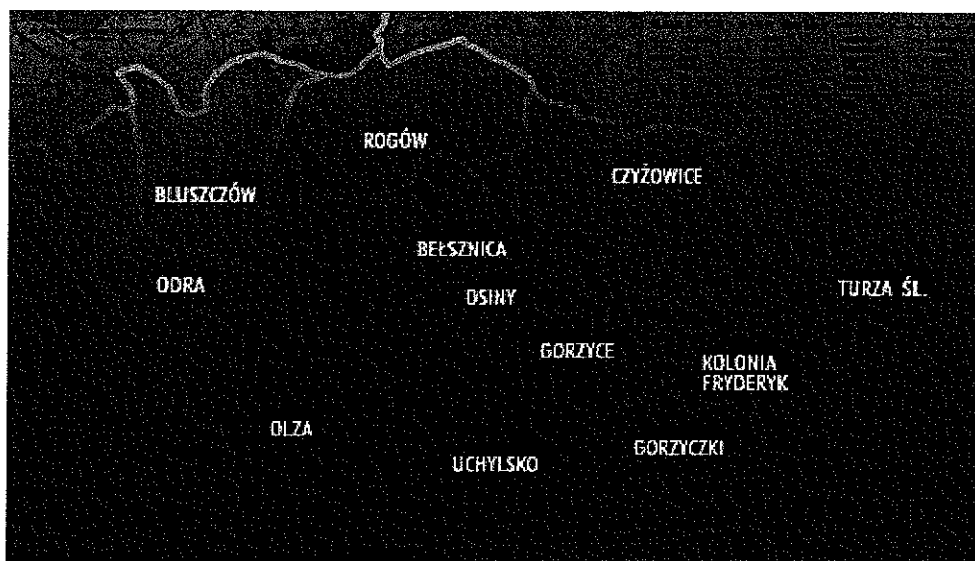 ROGÓW
CZYŻOWICE
BLUSZCZÓW
BEŁSZNICA
ODRA
OSINY
TURZA ŚL.
GORZYCE
KOLONIA
FRYDERYK
OLZA
GORZYCZKI
UCHYLSKO